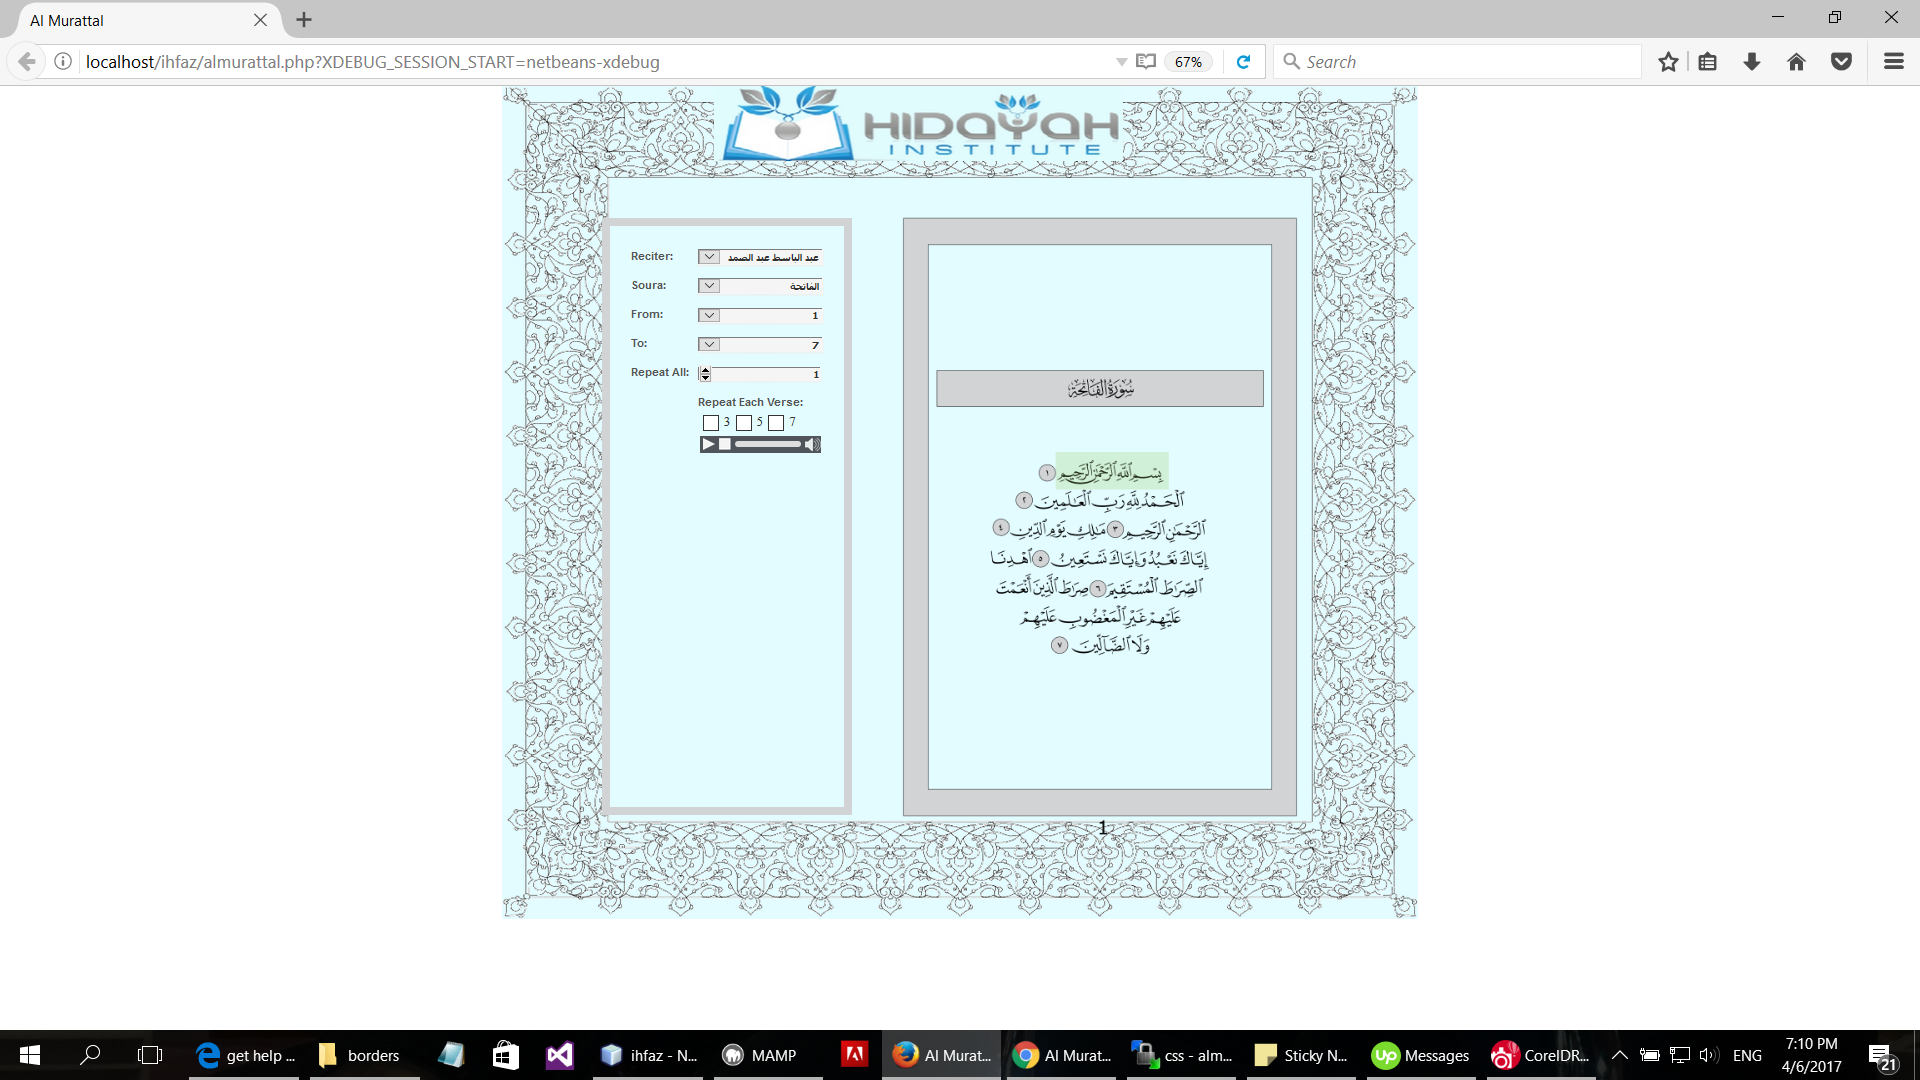 Al Murattal
localhost/ihfaz/almurattal.php?XDEBUG_SESSION_START=netbeans-xdebug
67%
Search
HIDAYAH
INSTITUTE
Reciter: عبد الباسط عبد الصمد
Soura: الفاتحة
From: 1
To: 7
Repeat All: 1
Repeat Each Verse:
3 5 7
سُورَةُ الْفَاتِحَةِ
بِسْمِ ٱللَّهِ ٱلرَّحْمَٰنِ ٱلرَّحِيمِ ١
ٱلْحَمْدُ لِلَّهِ رَبِّ ٱلْعَٰلَمِينَ ٢
ٱلرَّحْمَٰنِ ٱلرَّحِيمِ ٣ مَٰلِكِ يَوْمِ ٱلدِّينِ ٤
إِيَّاكَ نَعْبُدُ وَإِيَّاكَ نَسْتَعِينُ ٥ ٱهْدِنَا
ٱلصِّرَٰطَ ٱلْمُسْتَقِيمَ ٦ صِرَٰطَ ٱلَّذِينَ أَنْعَمْتَ
عَلَيْهِمْ غَيْرِ ٱلْمَغْضُوبِ عَلَيْهِمْ
وَلَا ٱلضَّآلِّينَ ٧
1
get help ...
borders
ihfaz - N...
MAMP
Al Murat...
Al Murat...
css - alm...
Sticky N...
Up Messages
CorelDR...
ENG
7:10 PM
4/6/2017
21